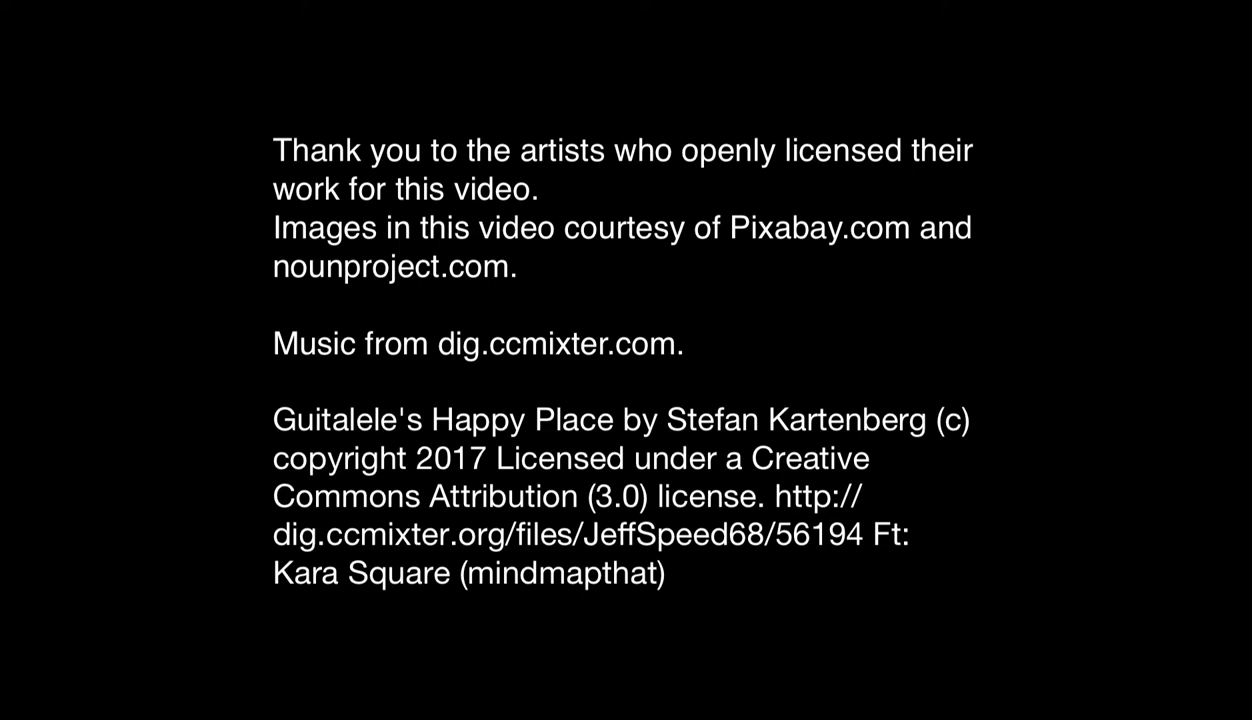 Thank you to the artists who openly licensed their
work for this video.
Images in this video courtesy of Pixabay.com and
nounproject.com.
Music from dig.ccmixter.com.
Guitalele's Happy Place by Stefan Kartenberg (c)
copyright 2017 Licensed under a Creative
Commons Attribution (3.0) license. http://
dig.ccmixter.org/files/JeffSpeed68/56194 Ft:
Kara Square (mindmapthat)